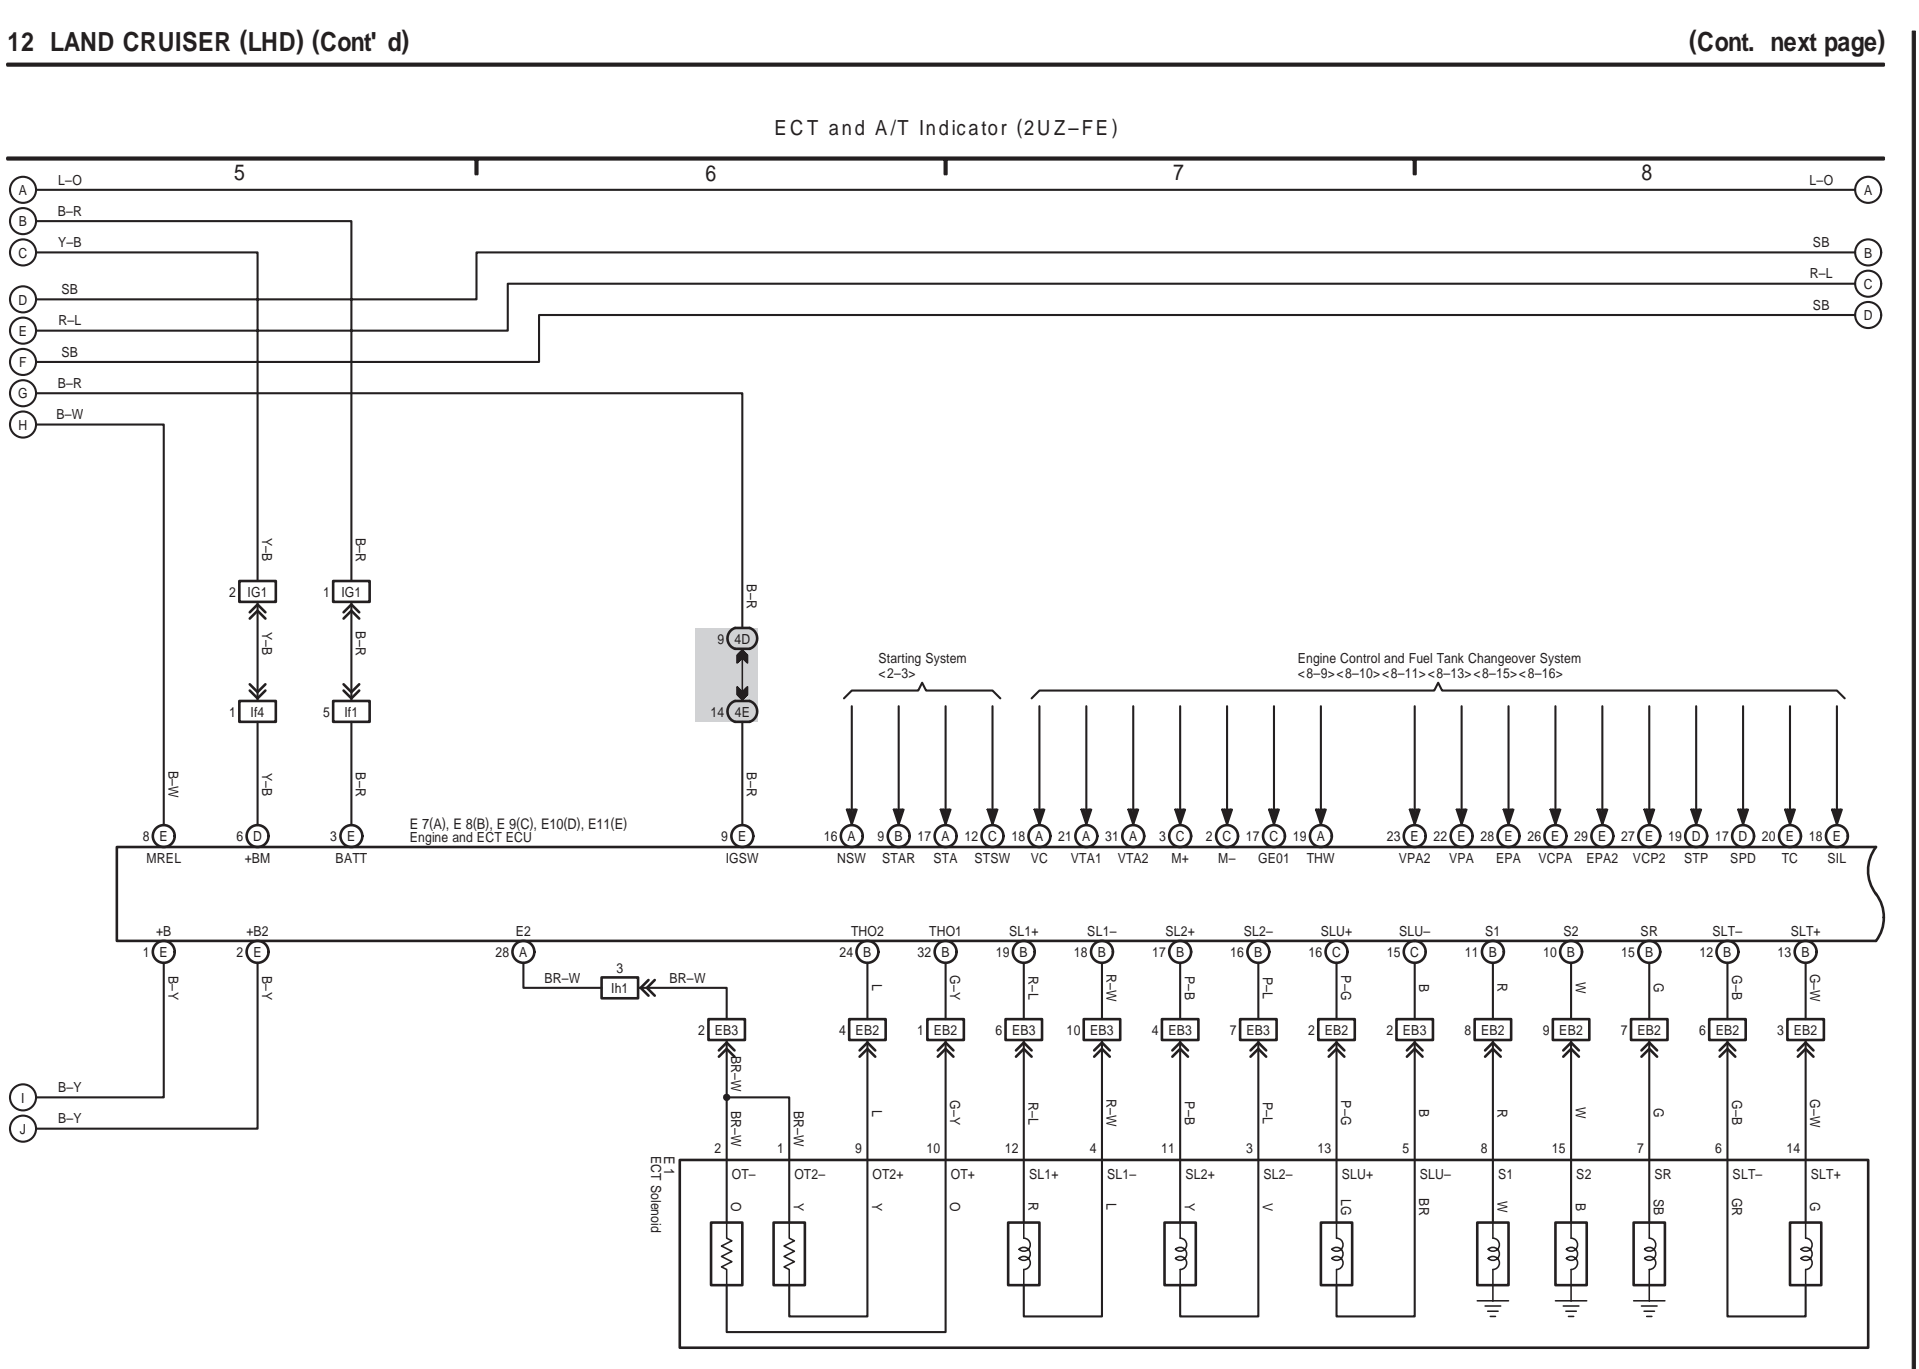 12 LAND CRUISER (LHD) (Cont' d)
(Cont. next page)
ECT and A/T Indicator (2UZ–FE)
5 6 7 8
A L–O L–O A
B B–R
C Y–B SB B
D SB R–L C
E R–L SB D
F SB
G B–R
H B–W
Y–B B–R
2 IG1 1 IG1
B–R
Y–B B–R
9 4D
Starting System
<2–3>
Engine Control and Fuel Tank Changeover System
<8–9><8–10><8–11><8–13><8–15><8–16>
1 If4 5 If1 14 4E
B–W Y–B B–R B–R
E 7(A), E 8(B), E 9(C), E10(D), E11(E)
Engine and ECT ECU
8 E 6 D 3 E 9 E 16 A 9 B 17 A 12 C 18 A 21 A 31 A 3 C 2 C 17 C 19 A 23 E 22 E 28 E 26 E 29 E 27 E 19 D 17 D 20 E 18 E
MREL +BM BATT IGSW NSW STAR STA STSW VC VTA1 VTA2 M+ M– GE01 THW VPA2 VPA EPA VCPA EPA2 VCP2 STP SPD TC SIL
+B +B2 E2 THO2 THO1 SL1+ SL1– SL2+ SL2– SLU+ SLU– S1 S2 SR SLT– SLT+
1 E 2 E 28 A 24 B 32 B 19 B 18 B 17 B 16 B 16 C 15 C 11 B 10 B 15 B 12 B 13 B
B–Y B–Y BR–W 3 Ih1 BR–W L G–Y R–L R–W P–B P–L P–G B R W G G–B G–W
2 EB3 4 EB2 1 EB2 6 EB3 10 EB3 4 EB3 7 EB3 2 EB2 2 EB3 8 EB2 9 EB2 7 EB2 6 EB2 3 EB2
BR–W
I B–Y
J B–Y
BR–W BR–W L G–Y R–L R–W P–B P–L P–G B R W G G–B G–W
2 1 9 10 12 4 11 3 13 5 8 15 7 6 14
E 1
ECT Solenoid
OT– OT2– OT2+ OT+ SL1+ SL1– SL2+ SL2– SLU+ SLU– S1 S2 SR SLT– SLT+
O Y Y O R L Y V LG BR W B SB GR G